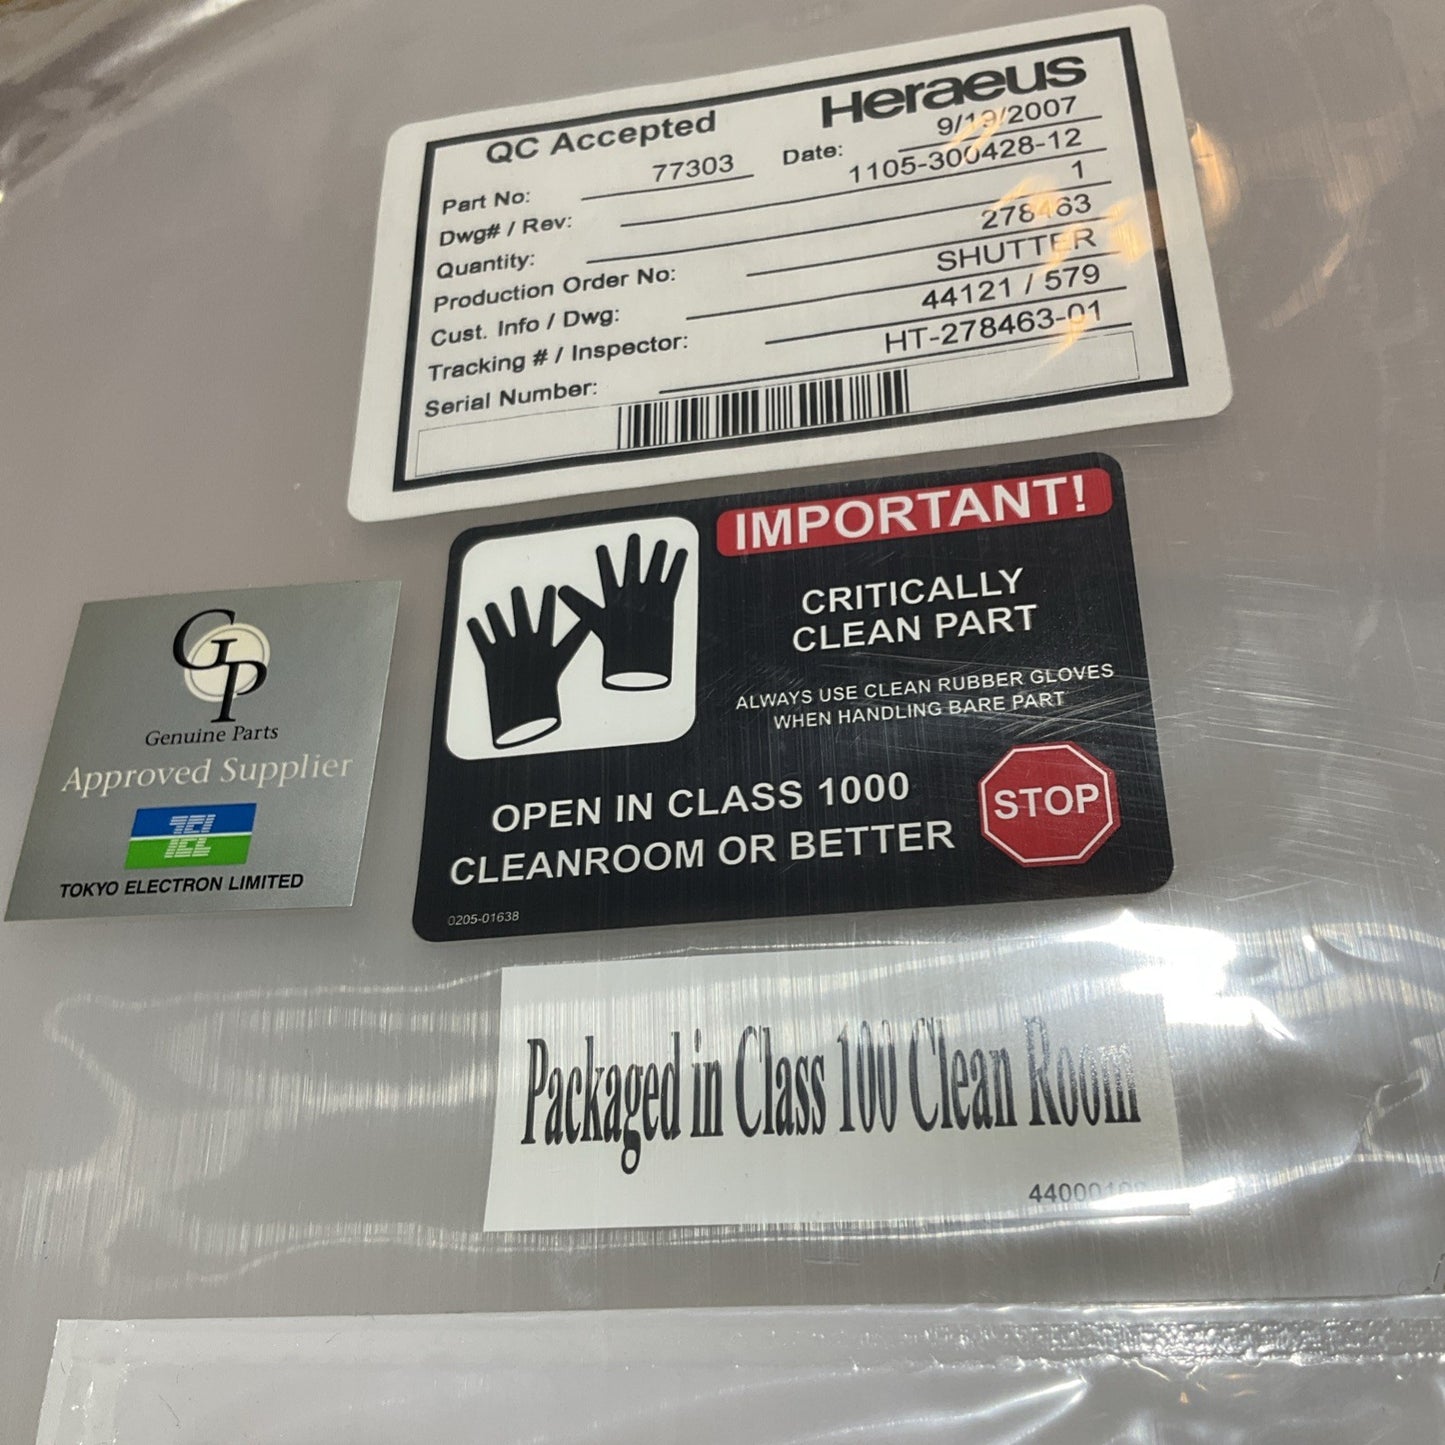 QC Accepted
Heraeus
Part No: 77303 Date: 9/19/2007
Dwg# / Rev: 1105-300428-12
Quantity: 1
Production Order No: 278463
Cust. Info / Dwg: SHUTTER
Tracking # / Inspector: 44121 / 579
Serial Number: HT-278463-01
IMPORTANT!
CRITICALLY
CLEAN PART
ALWAYS USE CLEAN RUBBER GLOVES
WHEN HANDLING BARE PART
OPEN IN CLASS 1000
CLEANROOM OR BETTER
STOP
0205-01638
GP
Genuine Parts
Approved Supplier
TEL
TOKYO ELECTRON LIMITED
Packaged in Class 100 Clean Room